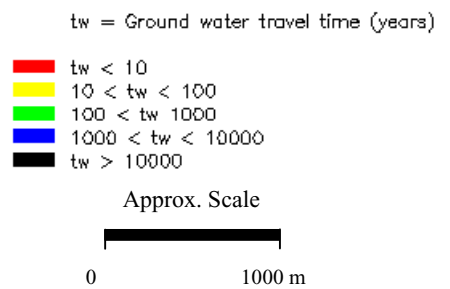 tw = Ground water travel time (years)
tw < 10
10 < tw < 100
100 < tw 1000
1000 < tw < 10000
tw > 10000
Approx. Scale
0 1000 m